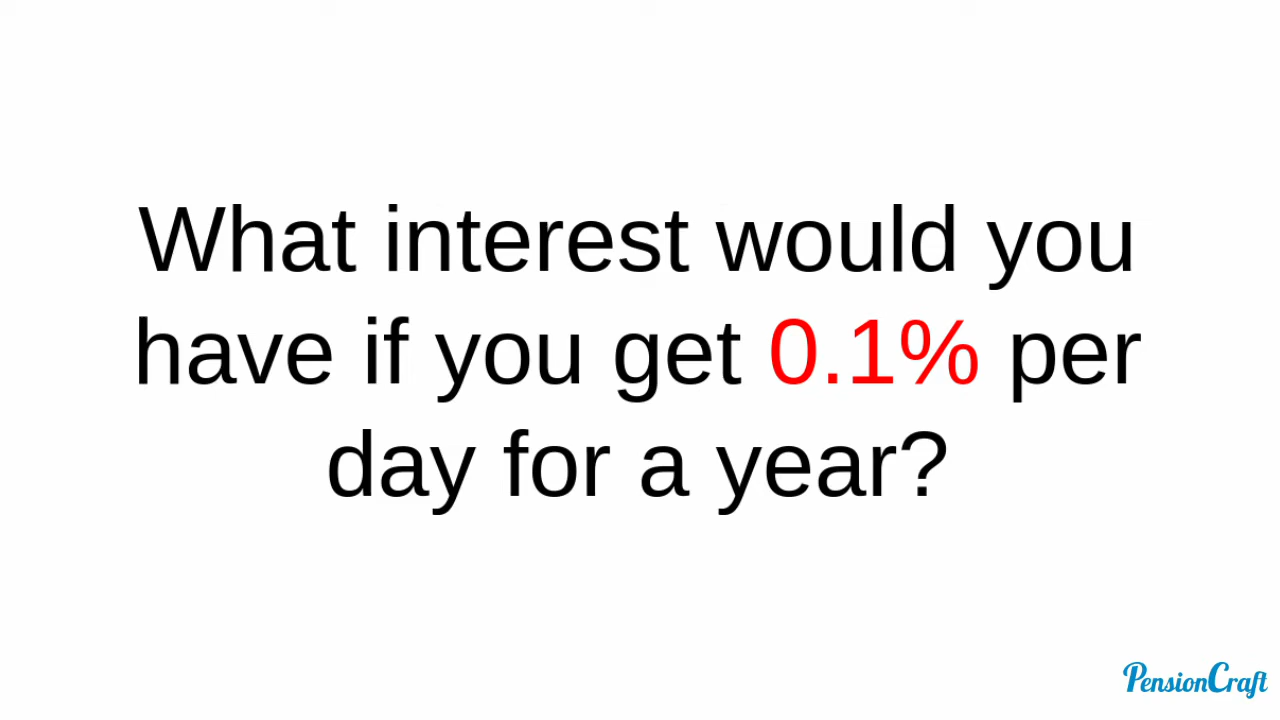 What interest would you
have if you get 0.1% per
day for a year?
PensionCraft